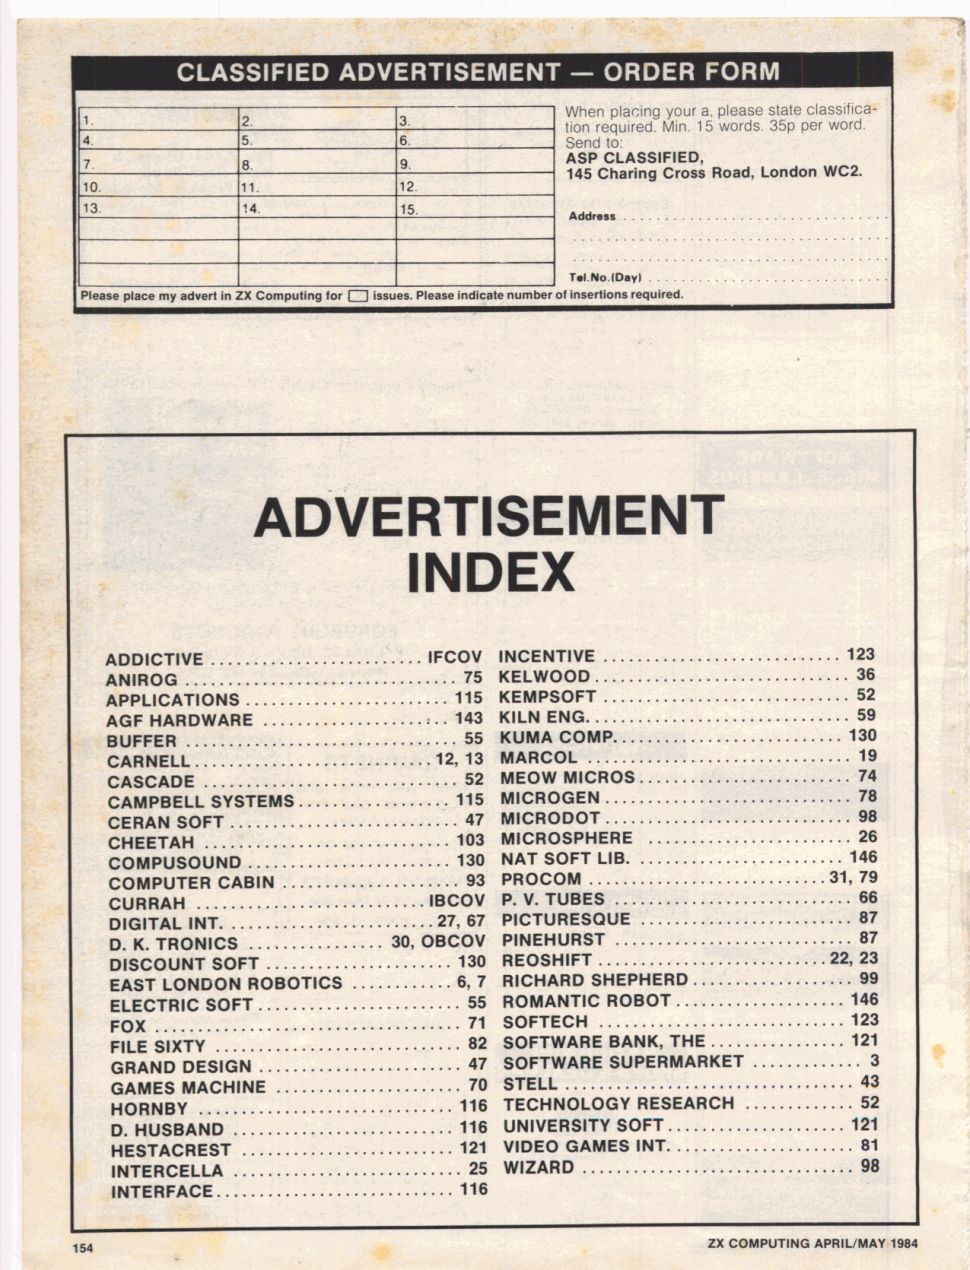 CLASSIFIED ADVERTISEMENT — ORDER FORM
1. 2. 3.
4. 5. 6.
7. 8. 9.
10. 11. 12.
13. 14. 15.
When placing your a, please state classifica-
tion required. Min. 15 words. 35p per word.
Send to:
ASP CLASSIFIED,
145 Charing Cross Road, London WC2.
Address
Tel.No.(Day)
Please place my advert in ZX Computing for issues. Please indicate number of insertions required.
ADVERTISEMENT
INDEX
ADDICTIVE ........................ IFCOV
ANIROG ........................ 75
APPLICATIONS ........................ 115
AGF HARDWARE ........................ 143
BUFFER ........................ 55
CARNELL ........................ 12, 13
CASCADE ........................ 52
CAMPBELL SYSTEMS ........................ 115
CERAN SOFT ........................ 47
CHEETAH ........................ 103
COMPUSOUND ........................ 130
COMPUTER CABIN ........................ 93
CURRAH ........................ IBCOV
DIGITAL INT. ........................ 27, 67
D. K. TRONICS ........................ 30, OBCOV
DISCOUNT SOFT ........................ 130
EAST LONDON ROBOTICS ........................ 6, 7
ELECTRIC SOFT ........................ 55
FOX ........................ 71
FILE SIXTY ........................ 82
GRAND DESIGN ........................ 47
GAMES MACHINE ........................ 70
HORNBY ........................ 116
D. HUSBAND ........................ 116
HESTACREST ........................ 121
INTERCELLA ........................ 25
INTERFACE ........................ 116
INCENTIVE ........................ 123
KELWOOD ........................ 36
KEMPSOFT ........................ 52
KILN ENG. ........................ 59
KUMA COMP. ........................ 130
MARCOL ........................ 19
MEOW MICROS ........................ 74
MICROGEN ........................ 78
MICRODOT ........................ 98
MICROSPHERE ........................ 26
NAT SOFT LIB. ........................ 146
PROCOM ........................ 31, 79
P. V. TUBES ........................ 66
PICTURESQUE ........................ 87
PINEHURST ........................ 87
REOSHIFT ........................ 22, 23
RICHARD SHEPHERD ........................ 99
ROMANTIC ROBOT ........................ 146
SOFTECH ........................ 123
SOFTWARE BANK, THE ........................ 121
SOFTWARE SUPERMARKET ........................ 3
STELL ........................ 43
TECHNOLOGY RESEARCH ........................ 52
UNIVERSITY SOFT ........................ 121
VIDEO GAMES INT. ........................ 81
WIZARD ........................ 98
154
ZX COMPUTING APRIL/MAY 1984